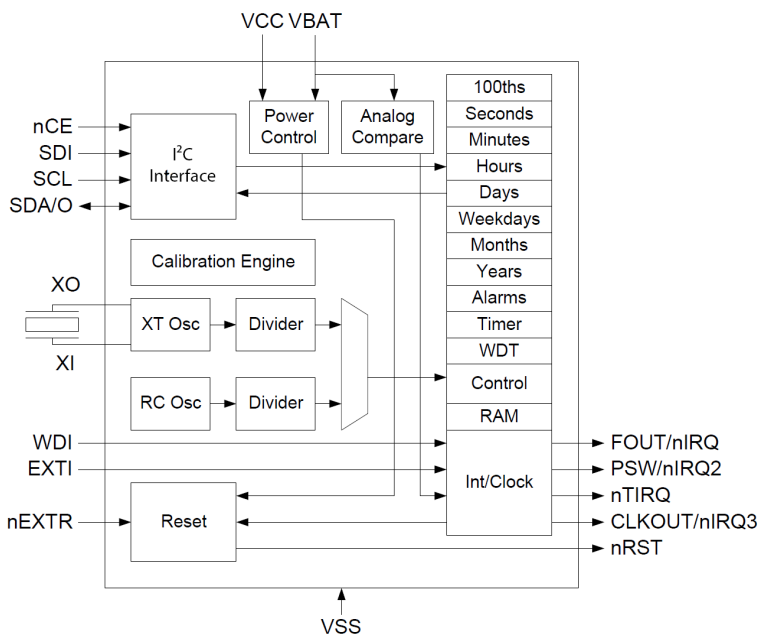 VCC VBAT
nCE
SDI
SCL
SDA/O
I²C
Interface
Power
Control
Analog
Compare
100ths
Seconds
Minutes
Hours
Days
Weekdays
Months
Years
Alarms
Timer
WDT
Control
RAM
Int/Clock
Calibration Engine
XO
XI
XT Osc
Divider
RC Osc
Divider
WDI
EXTI
nEXTR
Reset
FOUT/nIRQ
PSW/nIRQ2
nTIRQ
CLKOUT/nIRQ3
nRST
VSS